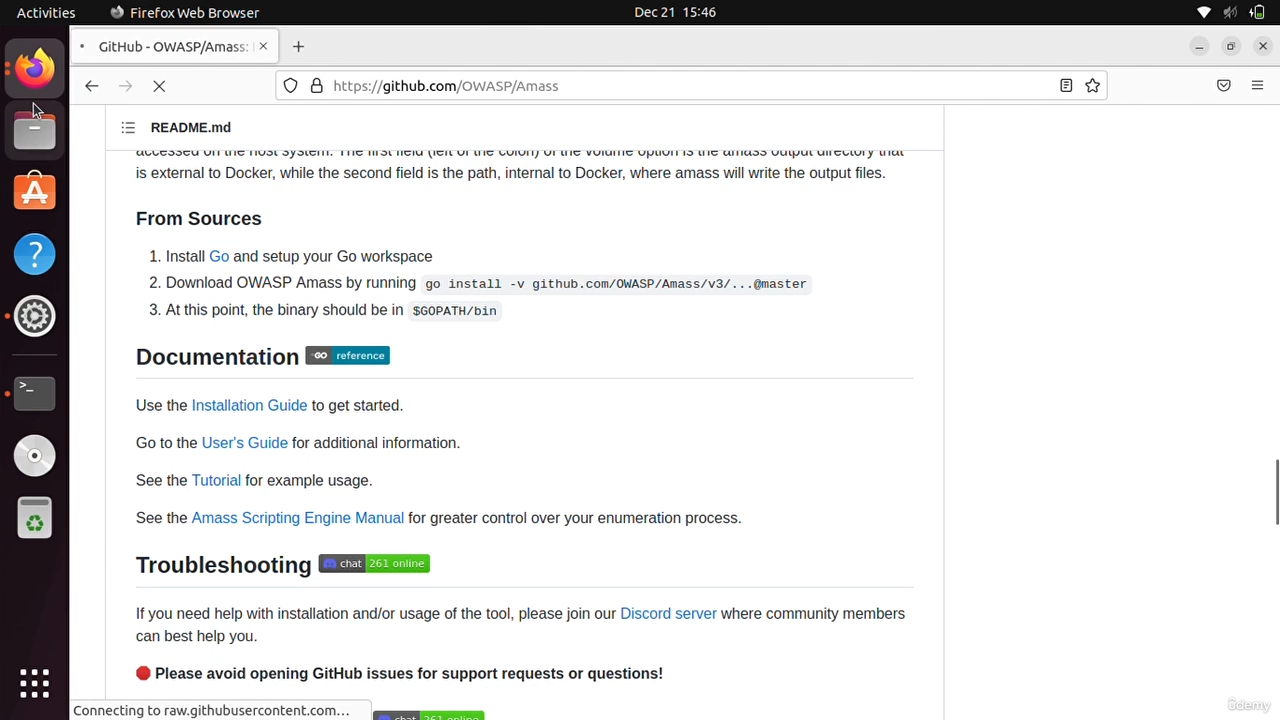 Activities
Firefox Web Browser
Dec 21 15:46
GitHub - OWASP/Amass:
https://github.com/OWASP/Amass
README.md
accessed on the host system. The first field (left of the colon) of the volume option is the amass output directory that
is external to Docker, while the second field is the path, internal to Docker, where amass will write the output files.
From Sources
1. Install Go and setup your Go workspace
2. Download OWASP Amass by running go install -v github.com/OWASP/Amass/v3/...@master
3. At this point, the binary should be in $GOPATH/bin
Documentation GO reference
Use the Installation Guide to get started.
Go to the User's Guide for additional information.
See the Tutorial for example usage.
See the Amass Scripting Engine Manual for greater control over your enumeration process.
Troubleshooting chat 261 online
If you need help with installation and/or usage of the tool, please join our Discord server where community members
can best help you.
Please avoid opening GitHub issues for support requests or questions!
Connecting to raw.githubusercontent.com...
chat 261 online
ûdemy